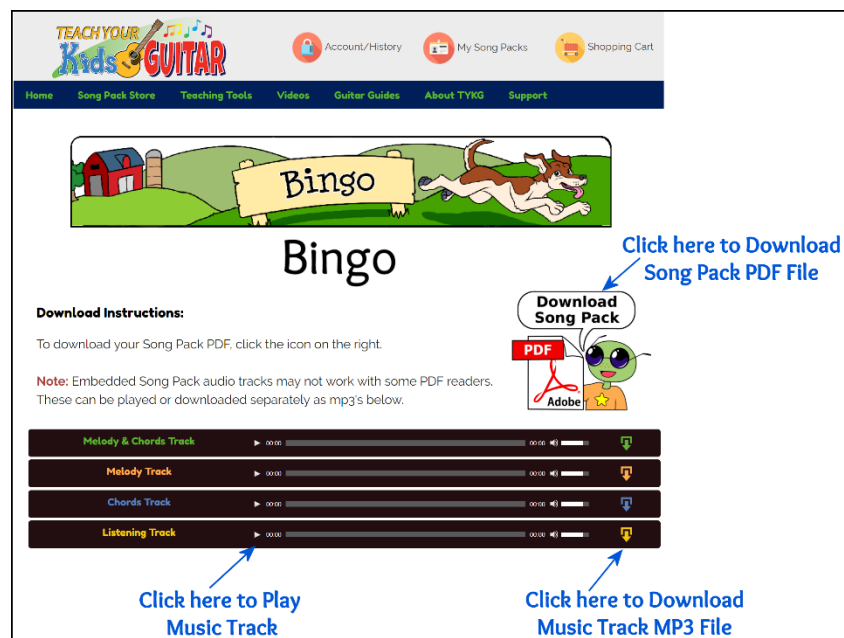 TEACH YOUR
Kids GUITAR
Account/History
My Song Packs
Shopping Cart
Home Song Pack Store Teaching Tools Videos Guitar Guides About TYKG Support
Bingo
Bingo
Click here to Download
Song Pack PDF File
Download
Song Pack
Download Instructions:
To download your Song Pack PDF, click the icon on the right.
PDF
Adobe
Note: Embedded Song Pack audio tracks may not work with some PDF readers.
These can be played or downloaded separately as mp3's below.
Melody & Chords Track 00:00 00:00
Melody Track 00:00 00:00
Chords Track 00:00 00:00
Listening Track 00:00 00:00
Click here to Play
Music Track
Click here to Download
Music Track MP3 File